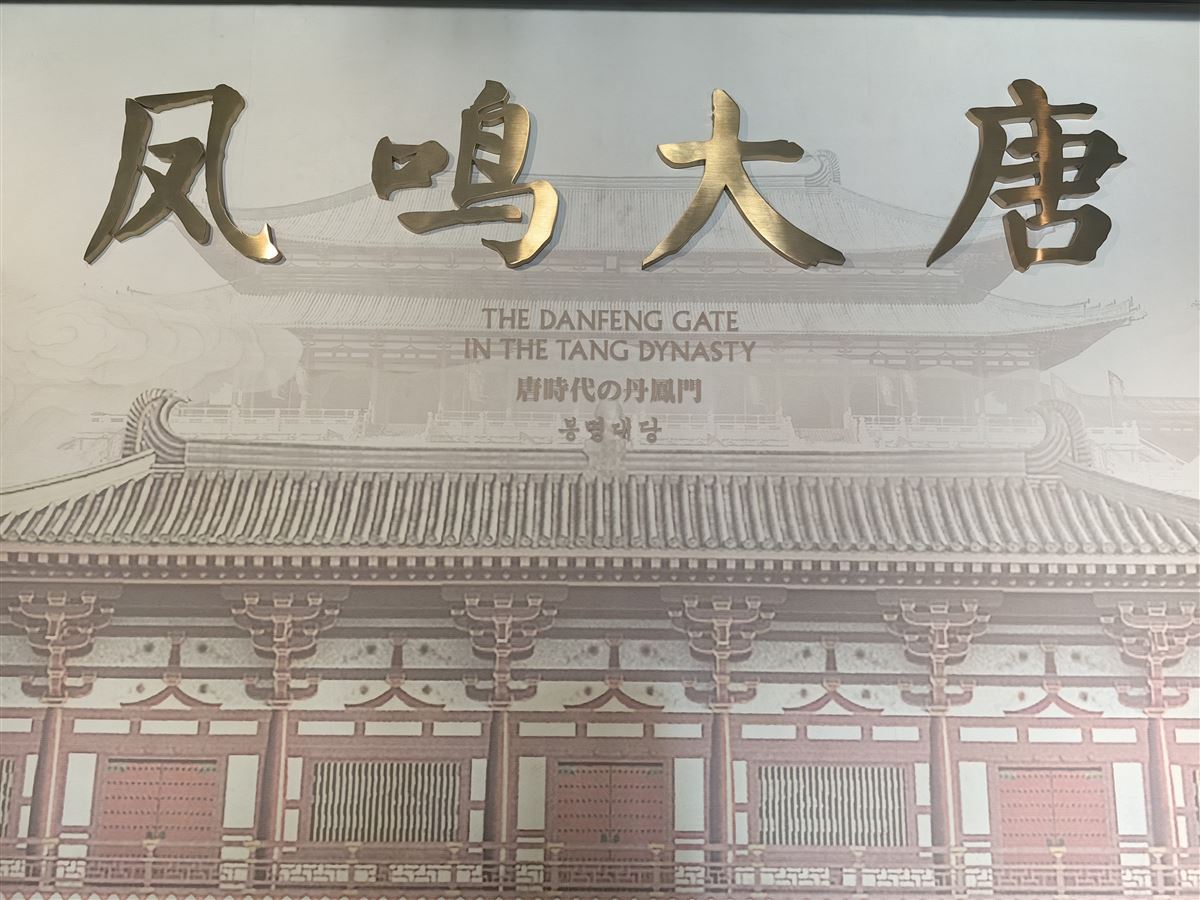 凤鸣大唐
THE DANFENG GATE
IN THE TANG DYNASTY
唐時代の丹鳳門
봉명대당